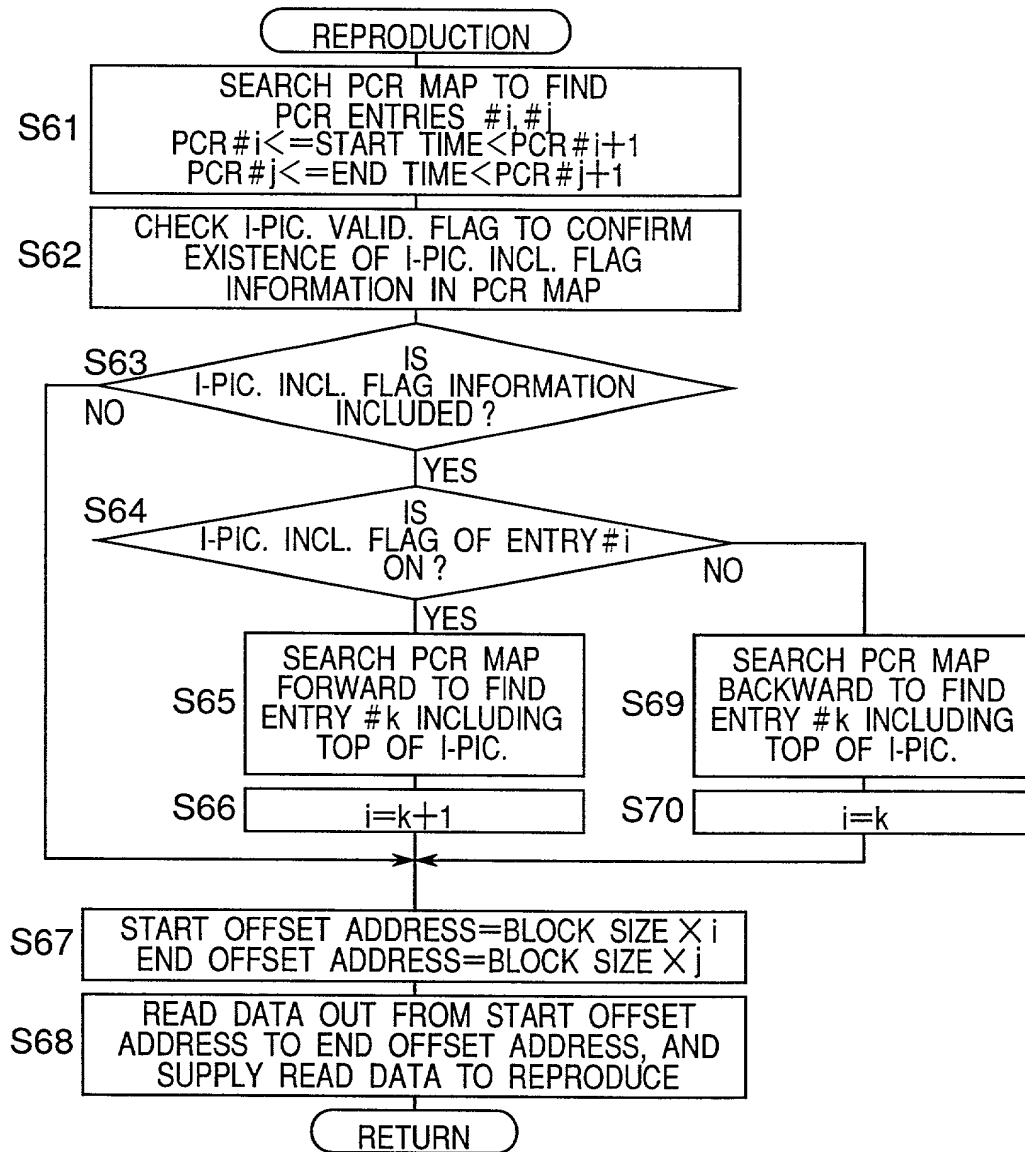 REPRODUCTION
S61
SEARCH PCR MAP TO FIND
PCR ENTRIES #i,#j
PCR#i<=START TIME<PCR#i+1
PCR#j<=END TIME<PCR#j+1
S62
CHECK I-PIC. VALID. FLAG TO CONFIRM
EXISTENCE OF I-PIC. INCL. FLAG
INFORMATION IN PCR MAP
S63
IS
I-PIC. INCL. FLAG INFORMATION
INCLUDED?
NO
YES
S64
IS
I-PIC. INCL. FLAG OF ENTRY#i
ON?
NO
YES
S65
SEARCH PCR MAP
FORWARD TO FIND
ENTRY #k INCLUDING
TOP OF I-PIC.
S69
SEARCH PCR MAP
BACKWARD TO FIND
ENTRY #k INCLUDING
TOP OF I-PIC.
S66
i=k+1
S70
i=k
S67
START OFFSET ADDRESS=BLOCK SIZE×i
END OFFSET ADDRESS=BLOCK SIZE×j
S68
READ DATA OUT FROM START OFFSET
ADDRESS TO END OFFSET ADDRESS, AND
SUPPLY READ DATA TO REPRODUCE
RETURN